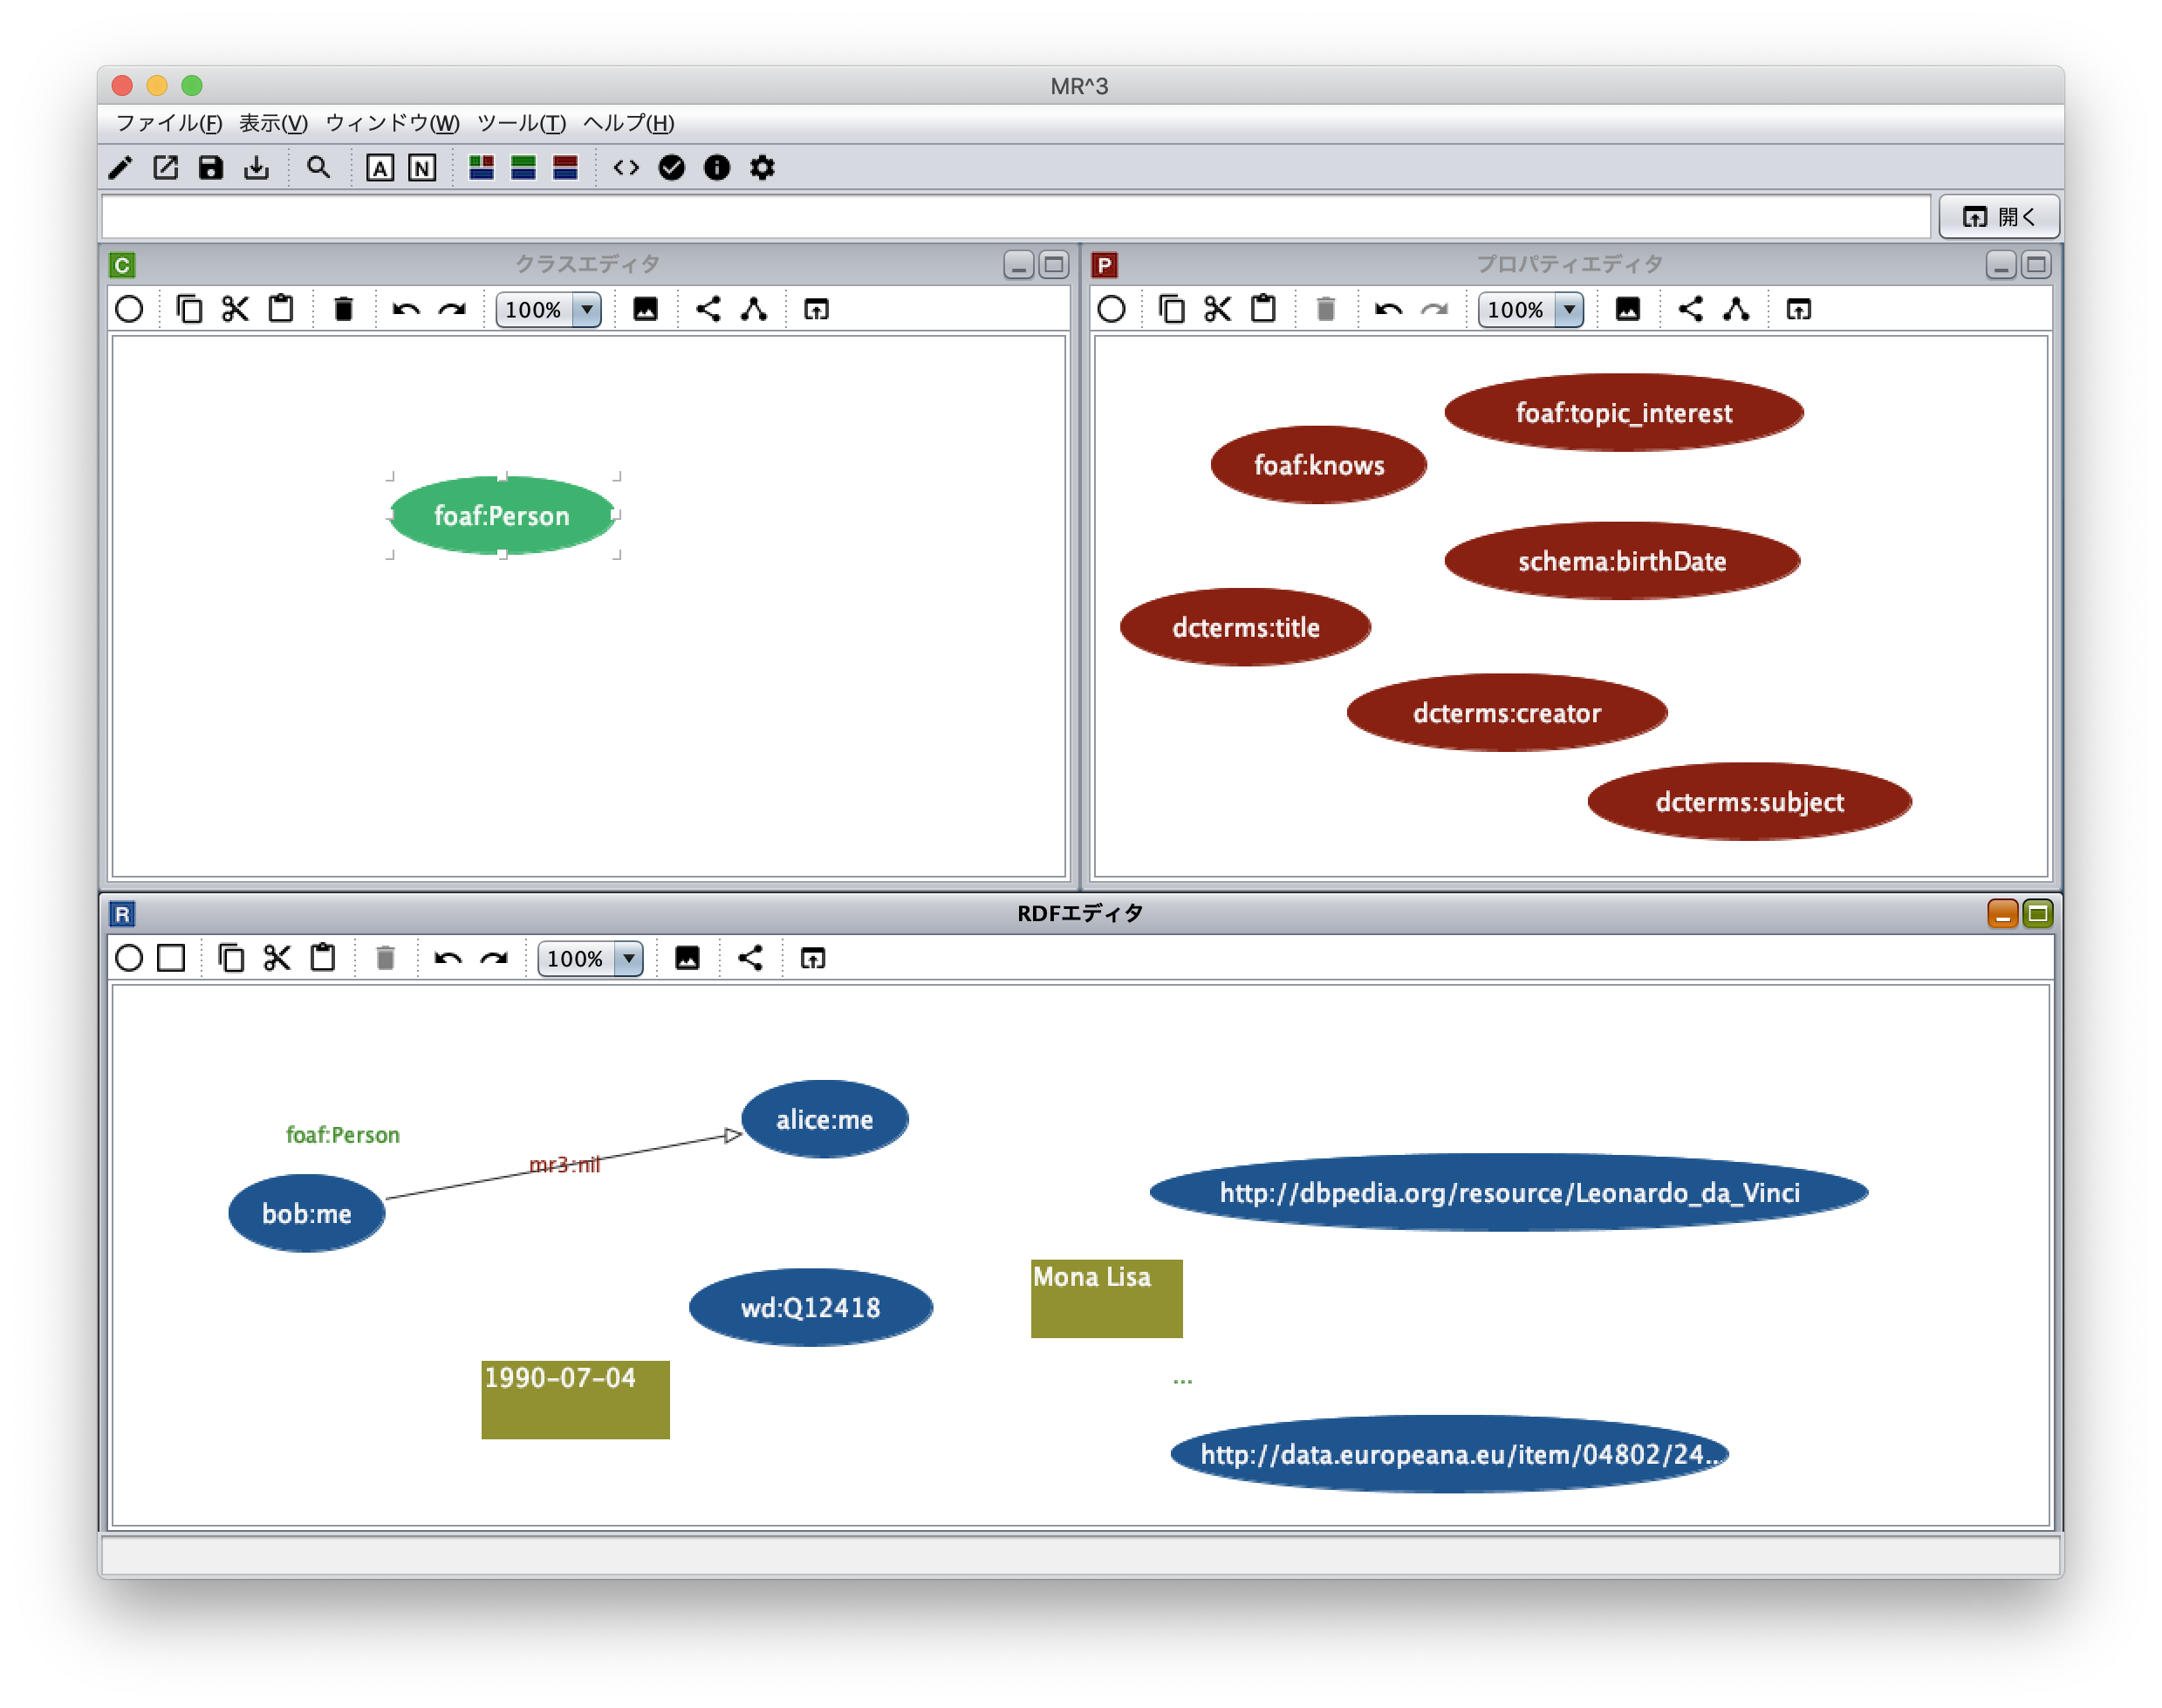 MR^3
ファイル(F) 表示(V) ウィンドウ(W) ツール(T) ヘルプ(H)
A N
開く
C クラスエディタ
100%
foaf:Person
P プロパティエディタ
100%
foaf:topic_interest
foaf:knows
schema:birthDate
dcterms:title
dcterms:creator
dcterms:subject
R RDFエディタ
100%
alice:me
foaf:Person
mr3:nil
bob:me
http://dbpedia.org/resource/Leonardo_da_Vinci
Mona Lisa
wd:Q12418
1990-07-04
...
http://data.europeana.eu/item/04802/24...